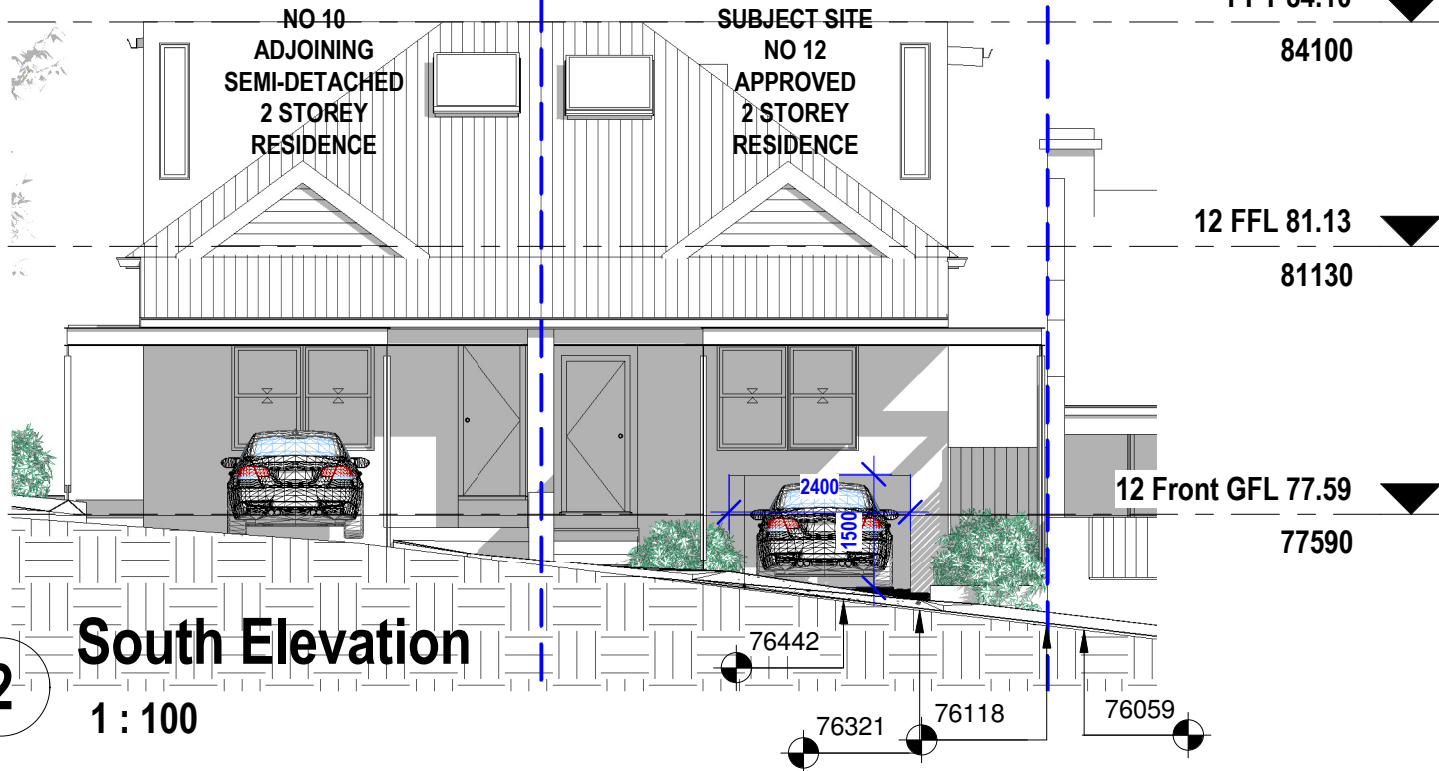 NO 10
ADJOINING
SEMI-DETACHED
2 STOREY
RESIDENCE
SUBJECT SITE
NO 12
APPROVED
2 STOREY
RESIDENCE
84100
12 FFL 81.13
81130
12 Front GFL 77.59
77590
2400
1500
76442
76321
76118
76059
2
South Elevation
1 : 100